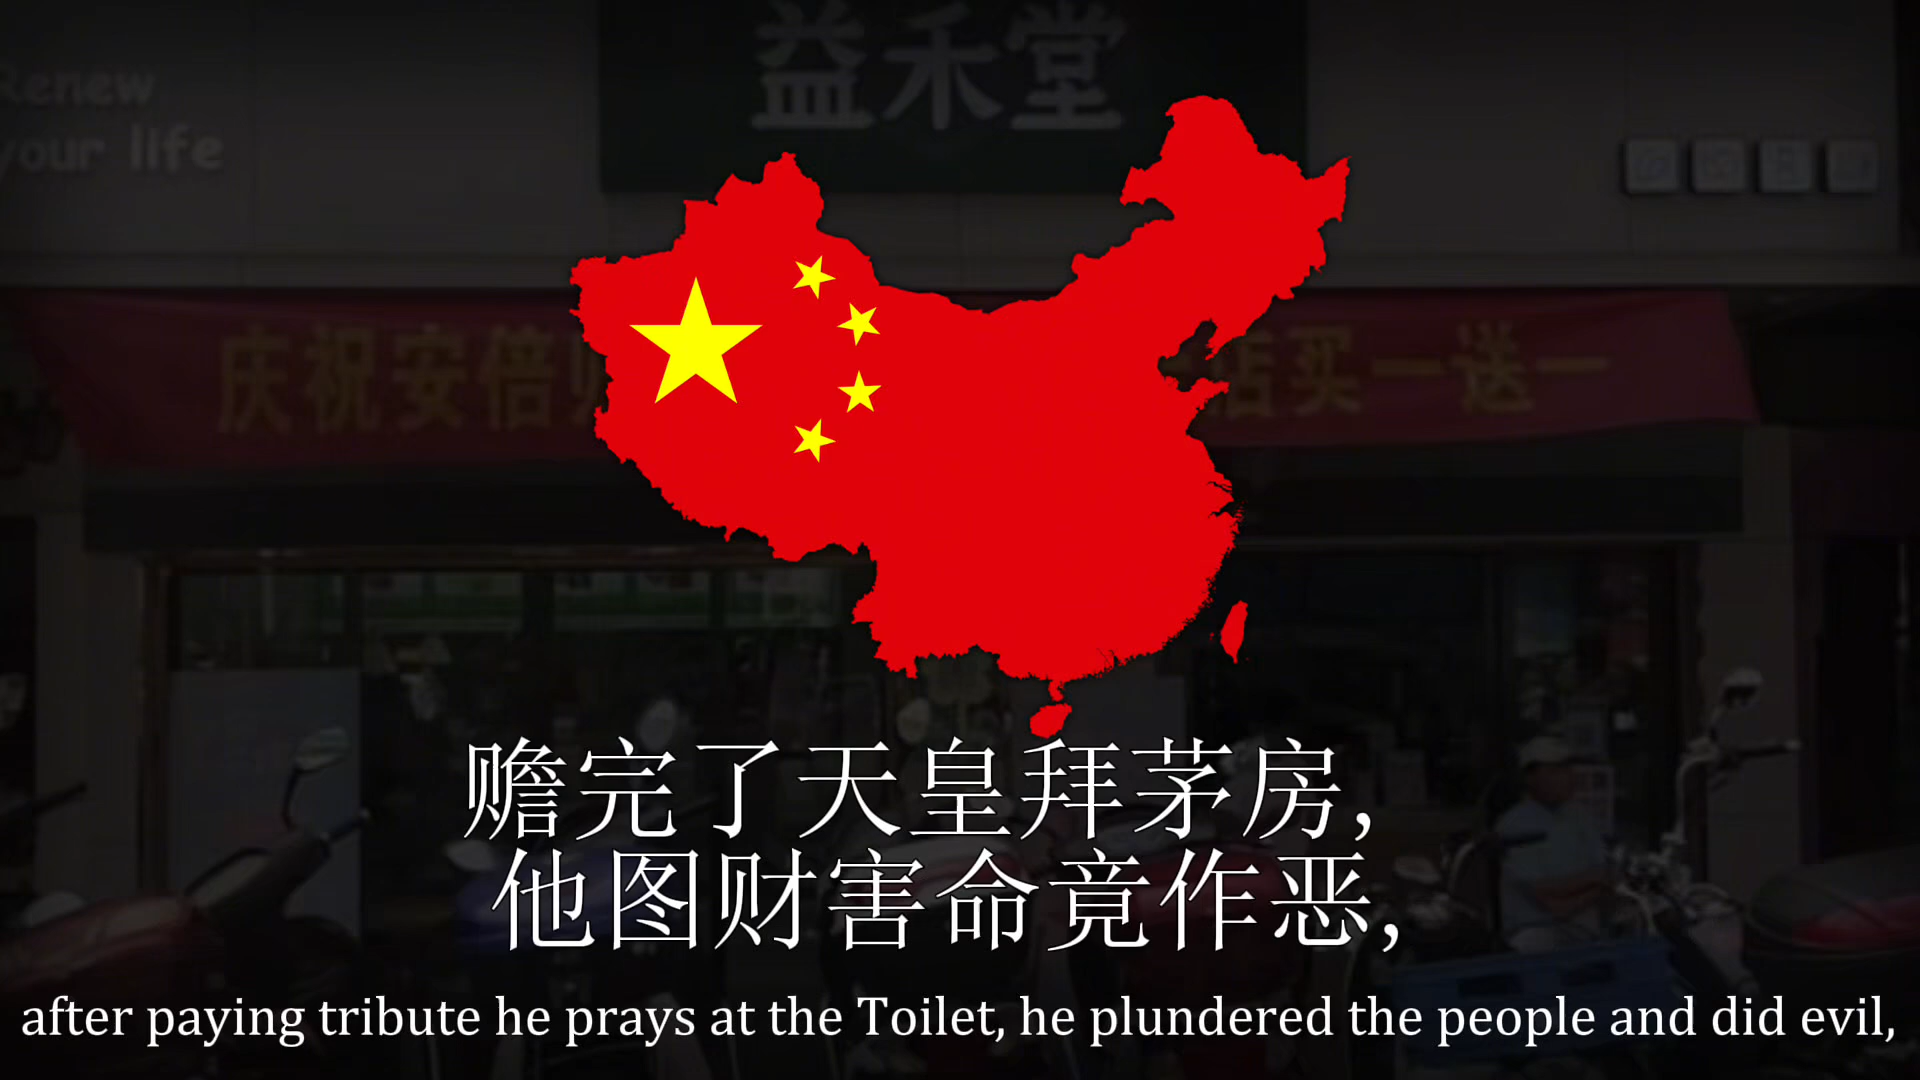 益禾堂
Renew
your life
庆祝安倍
店买一送一
赡完了天皇拜茅房,
他图财害命竟作恶,
after paying tribute he prays at the Toilet, he plundered the people and did evil,